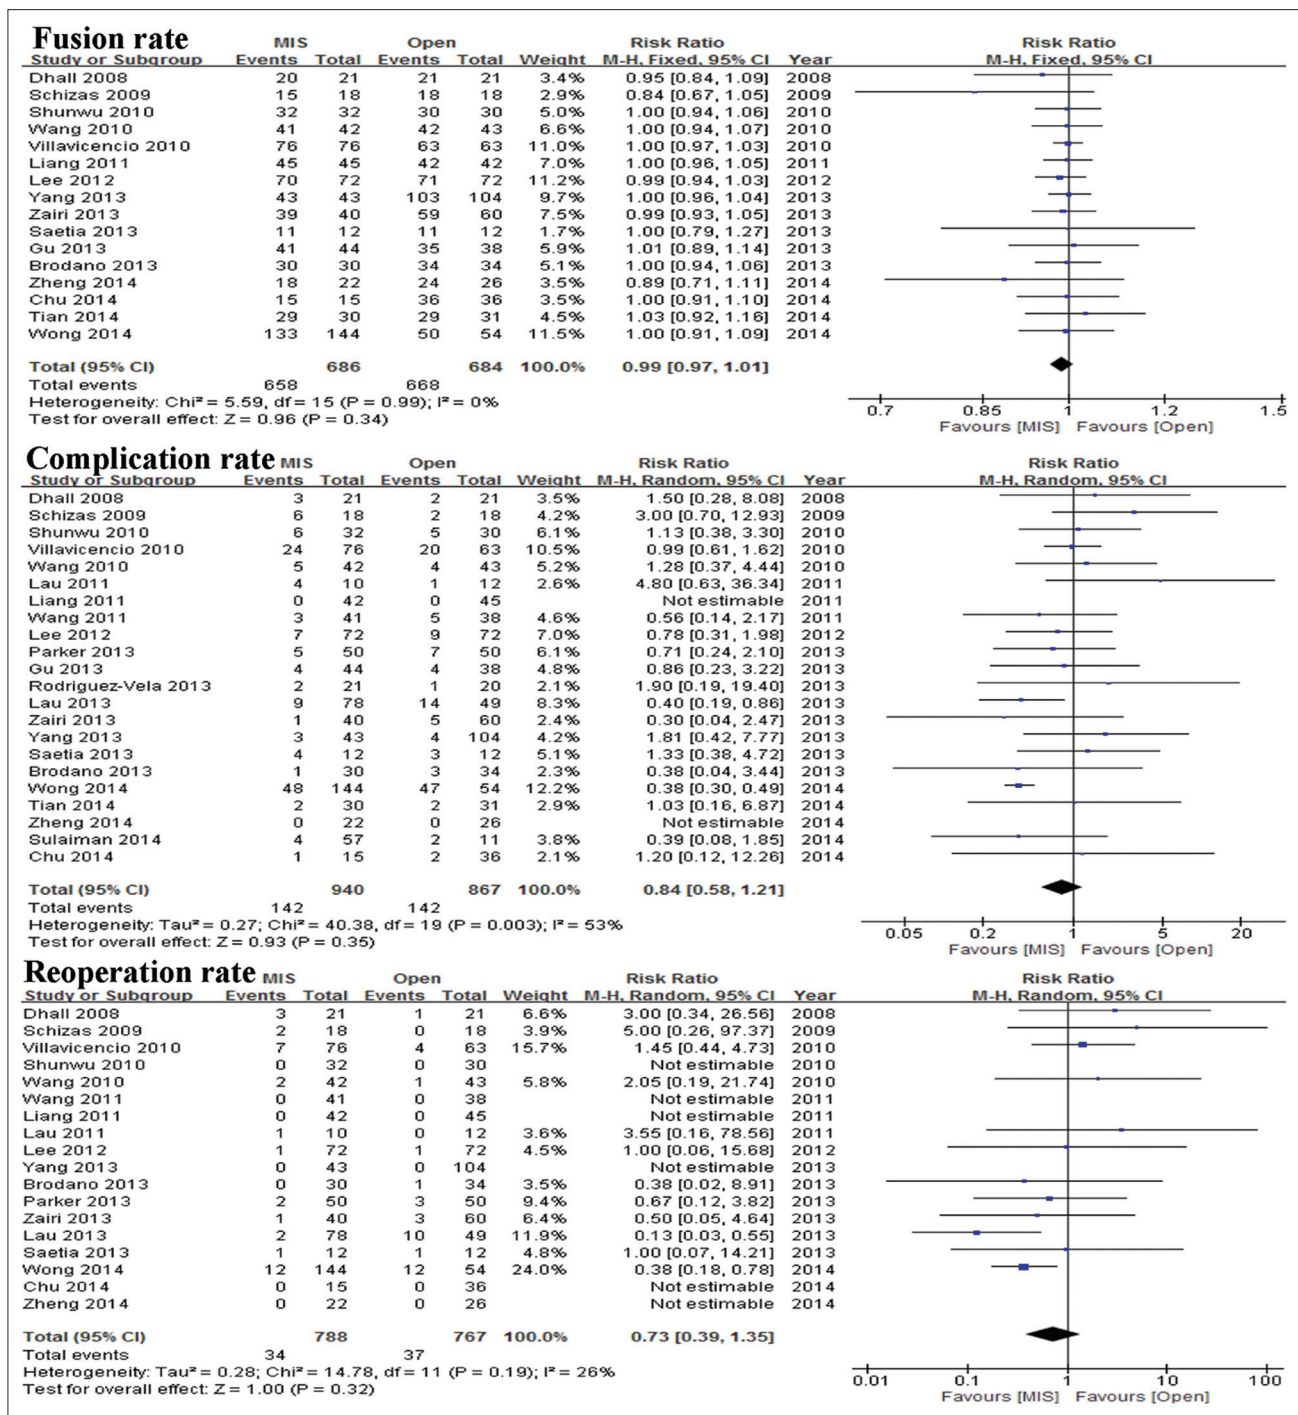 Fusion rate
MIS Open Risk Ratio Risk Ratio
Study or Subgroup Events Total Events Total Weight M-H, Fixed, 95% CI Year M-H, Fixed, 95% CI
Dhall 2008 20 21 21 21 3.4% 0.95 [0.84, 1.09] 2008
Schizas 2009 15 18 18 18 2.9% 0.84 [0.67, 1.05] 2009
Shunwu 2010 32 32 30 30 5.0% 1.00 [0.94, 1.06] 2010
Wang 2010 41 42 42 43 6.6% 1.00 [0.94, 1.07] 2010
Villavicencio 2010 76 76 63 63 11.0% 1.00 [0.97, 1.03] 2010
Liang 2011 45 45 42 42 7.0% 1.00 [0.96, 1.05] 2011
Lee 2012 70 72 71 72 11.2% 0.99 [0.94, 1.03] 2012
Yang 2013 43 43 103 104 9.7% 1.00 [0.96, 1.04] 2013
Zairi 2013 39 40 59 60 7.5% 0.99 [0.93, 1.05] 2013
Saetia 2013 11 12 11 12 1.7% 1.00 [0.79, 1.27] 2013
Gu 2013 41 44 35 38 5.9% 1.01 [0.89, 1.14] 2013
Brodano 2013 30 30 34 34 5.1% 1.00 [0.94, 1.06] 2013
Zheng 2014 18 22 24 26 3.5% 0.89 [0.71, 1.11] 2014
Chu 2014 15 15 36 36 3.5% 1.00 [0.91, 1.10] 2014
Tian 2014 29 30 29 31 4.5% 1.03 [0.92, 1.16] 2014
Wong 2014 133 144 50 54 11.5% 1.00 [0.91, 1.09] 2014
Total (95% CI) 686 684 100.0% 0.99 [0.97, 1.01]
Total events 658 668
Heterogeneity: Chi² = 5.59, df = 15 (P = 0.99); I² = 0%
Test for overall effect: Z = 0.96 (P = 0.34)
0.7 0.85 1 1.2 1.5
Favours [MIS] Favours [Open]
Complication rate
MIS Open Risk Ratio Risk Ratio
Study or Subgroup Events Total Events Total Weight M-H, Random, 95% CI Year M-H, Random, 95% CI
Dhall 2008 3 21 2 21 3.5% 1.50 [0.28, 8.08] 2008
Schizas 2009 6 18 2 18 4.2% 3.00 [0.70, 12.93] 2009
Shunwu 2010 6 32 5 30 6.1% 1.13 [0.38, 3.30] 2010
Villavicencio 2010 24 76 20 63 10.5% 0.99 [0.61, 1.62] 2010
Wang 2010 5 42 4 43 5.2% 1.28 [0.37, 4.44] 2010
Lau 2011 4 10 1 12 2.6% 4.80 [0.63, 36.34] 2011
Liang 2011 0 42 0 45 Not estimable 2011
Wang 2011 3 41 5 38 4.6% 0.56 [0.14, 2.17] 2011
Lee 2012 7 72 9 72 7.0% 0.78 [0.31, 1.98] 2012
Parker 2013 5 50 7 50 6.1% 0.71 [0.24, 2.10] 2013
Gu 2013 4 44 4 38 4.8% 0.86 [0.23, 3.22] 2013
Rodriguez-Vela 2013 2 21 1 20 2.1% 1.90 [0.19, 19.40] 2013
Lau 2013 9 78 14 49 8.3% 0.40 [0.19, 0.86] 2013
Zairi 2013 1 40 5 60 2.4% 0.30 [0.04, 2.47] 2013
Yang 2013 3 43 4 104 4.2% 1.81 [0.42, 7.77] 2013
Saetia 2013 4 12 3 12 5.1% 1.33 [0.38, 4.72] 2013
Brodano 2013 1 30 3 34 2.3% 0.38 [0.04, 3.44] 2013
Wong 2014 48 144 47 54 12.2% 0.38 [0.30, 0.49] 2014
Tian 2014 2 30 2 31 2.9% 1.03 [0.16, 6.87] 2014
Zheng 2014 0 22 0 26 Not estimable 2014
Sulaiman 2014 4 57 2 11 3.8% 0.39 [0.08, 1.85] 2014
Chu 2014 1 15 2 36 2.1% 1.20 [0.12, 12.26] 2014
Total (95% CI) 940 867 100.0% 0.84 [0.58, 1.21]
Total events 142 142
Heterogeneity: Tau² = 0.27; Chi² = 40.38, df = 19 (P = 0.003); I² = 53%
Test for overall effect: Z = 0.93 (P = 0.35)
0.05 0.2 1 5 20
Favours [MIS] Favours [Open]
Reoperation rate
MIS Open Risk Ratio Risk Ratio
Study or Subgroup Events Total Events Total Weight M-H, Random, 95% CI Year M-H, Random, 95% CI
Dhall 2008 3 21 1 21 6.6% 3.00 [0.34, 26.56] 2008
Schizas 2009 2 18 0 18 3.9% 5.00 [0.26, 97.37] 2009
Villavicencio 2010 7 76 4 63 15.7% 1.45 [0.44, 4.73] 2010
Shunwu 2010 0 32 0 30 Not estimable 2010
Wang 2010 2 42 1 43 5.8% 2.05 [0.19, 21.74] 2010
Wang 2011 0 41 0 38 Not estimable 2011
Liang 2011 0 42 0 45 Not estimable 2011
Lau 2011 1 10 0 12 3.6% 3.55 [0.16, 78.56] 2011
Lee 2012 1 72 1 72 4.5% 1.00 [0.06, 15.68] 2012
Yang 2013 0 43 0 104 Not estimable 2013
Brodano 2013 0 30 1 34 3.5% 0.38 [0.02, 8.91] 2013
Parker 2013 2 50 3 50 9.4% 0.67 [0.12, 3.82] 2013
Zairi 2013 1 40 3 60 6.4% 0.50 [0.05, 4.64] 2013
Lau 2013 2 78 10 49 11.9% 0.13 [0.03, 0.55] 2013
Saetia 2013 1 12 1 12 4.8% 1.00 [0.07, 14.21] 2013
Wong 2014 12 144 12 54 24.0% 0.38 [0.18, 0.78] 2014
Chu 2014 0 15 0 36 Not estimable 2014
Zheng 2014 0 22 0 26 Not estimable 2014
Total (95% CI) 788 767 100.0% 0.73 [0.39, 1.35]
Total events 34 37
Heterogeneity: Tau² = 0.28; Chi² = 14.78, df = 11 (P = 0.19); I² = 26%
Test for overall effect: Z = 1.00 (P = 0.32)
0.01 0.1 1 10 100
Favours [MIS] Favours [Open]